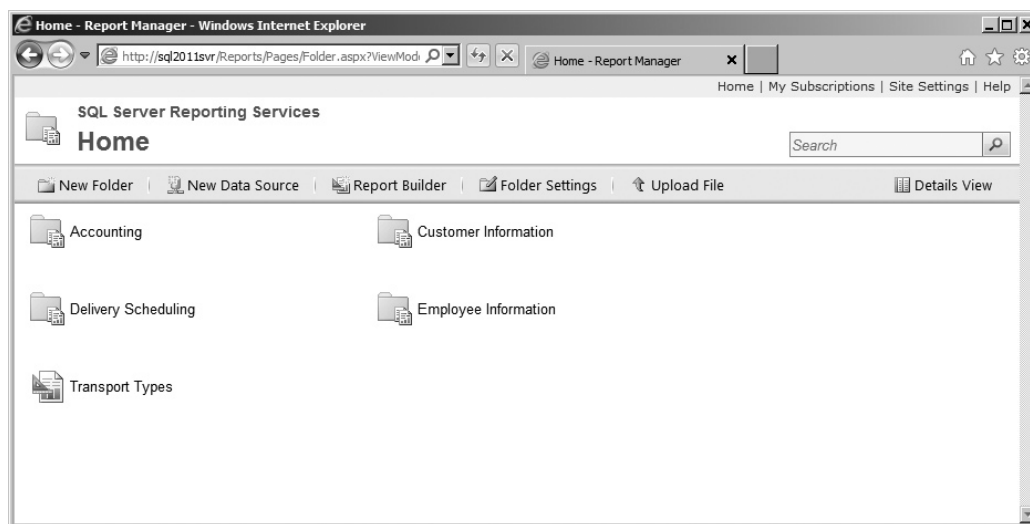 Home - Report Manager - Windows Internet Explorer
http://sql2011svr/Reports/Pages/Folder.aspx?ViewMod
Home - Report Manager
Home | My Subscriptions | Site Settings | Help
SQL Server Reporting Services
Home
Search
New Folder | New Data Source | Report Builder | Folder Settings | Upload File Details View
Accounting Customer Information
Delivery Scheduling Employee Information
Transport Types